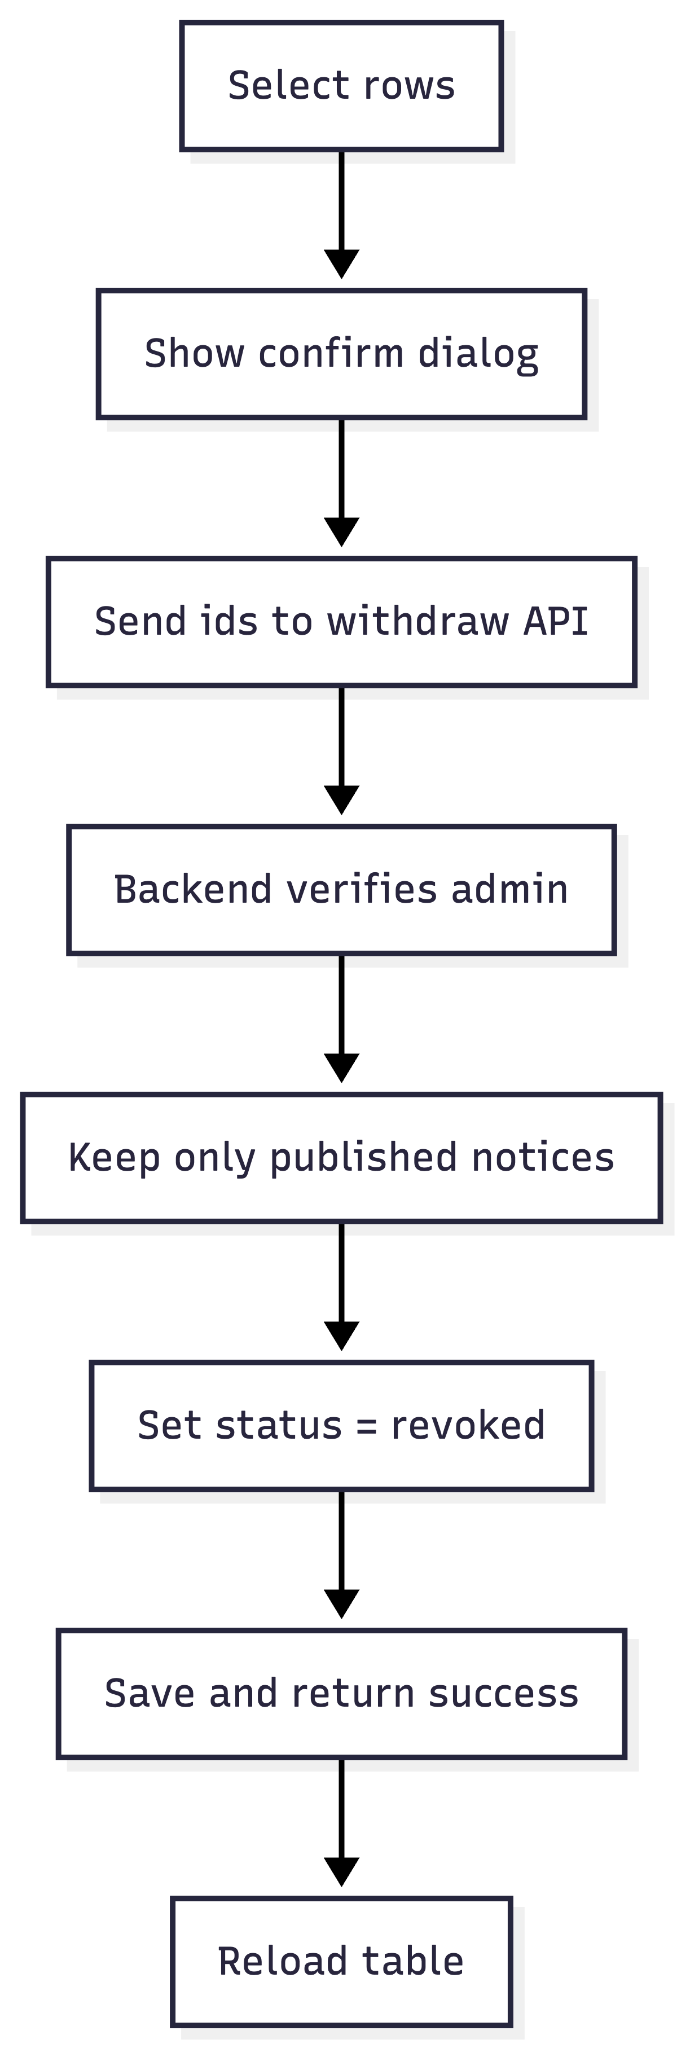 Select rows
Show confirm dialog
Send ids to withdraw API
Backend verifies admin
Keep only published notices
Set status = revoked
Save and return success
Reload table